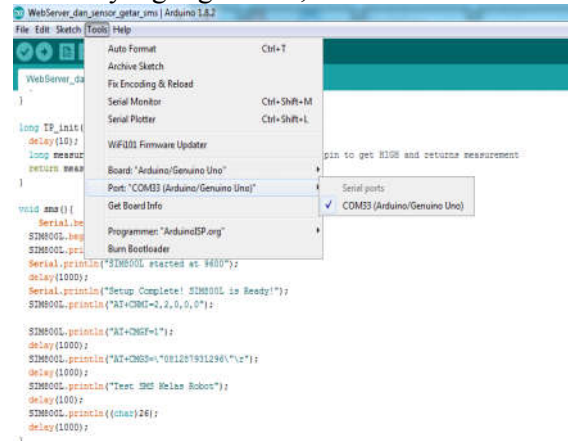 WebServer_dan_sensor_getar_sms | Arduino 1.8.2
File Edit Sketch Tools Help
WebServer_da
Auto Format Ctrl+T
Archive Sketch
Fix Encoding & Reload
Serial Monitor Ctrl+Shift+M
Serial Plotter Ctrl+Shift+L
WiFi101 Firmware Updater
Board: "Arduino/Genuino Uno"
Port: "COM33 (Arduino/Genuino Uno)"
Get Board Info
Programmer: "ArduinoISP.org"
Burn Bootloader
Serial ports
COM33 (Arduino/Genuino Uno)
}
long TP_init(
delay(10);
long measur pin to get HIGH and returns measurement
return meas
}
void sms(){
Serial.be
SIM800L.beg
SIM800L.pri
Serial.println("SIM800L started at 9600");
delay(1000);
Serial.println("Setup Complete! SIM800L is Ready!");
SIM800L.println("AT+CNMI=2,2,0,0,0");
SIM800L.println("AT+CMGF=1");
delay(1000);
SIM800L.println("AT+CMGS=\"081287931296\"\r");
delay(1000);
SIM800L.println("Test SMS Kelas Robot");
delay(100);
SIM800L.println((char)26);
delay(1000);
}